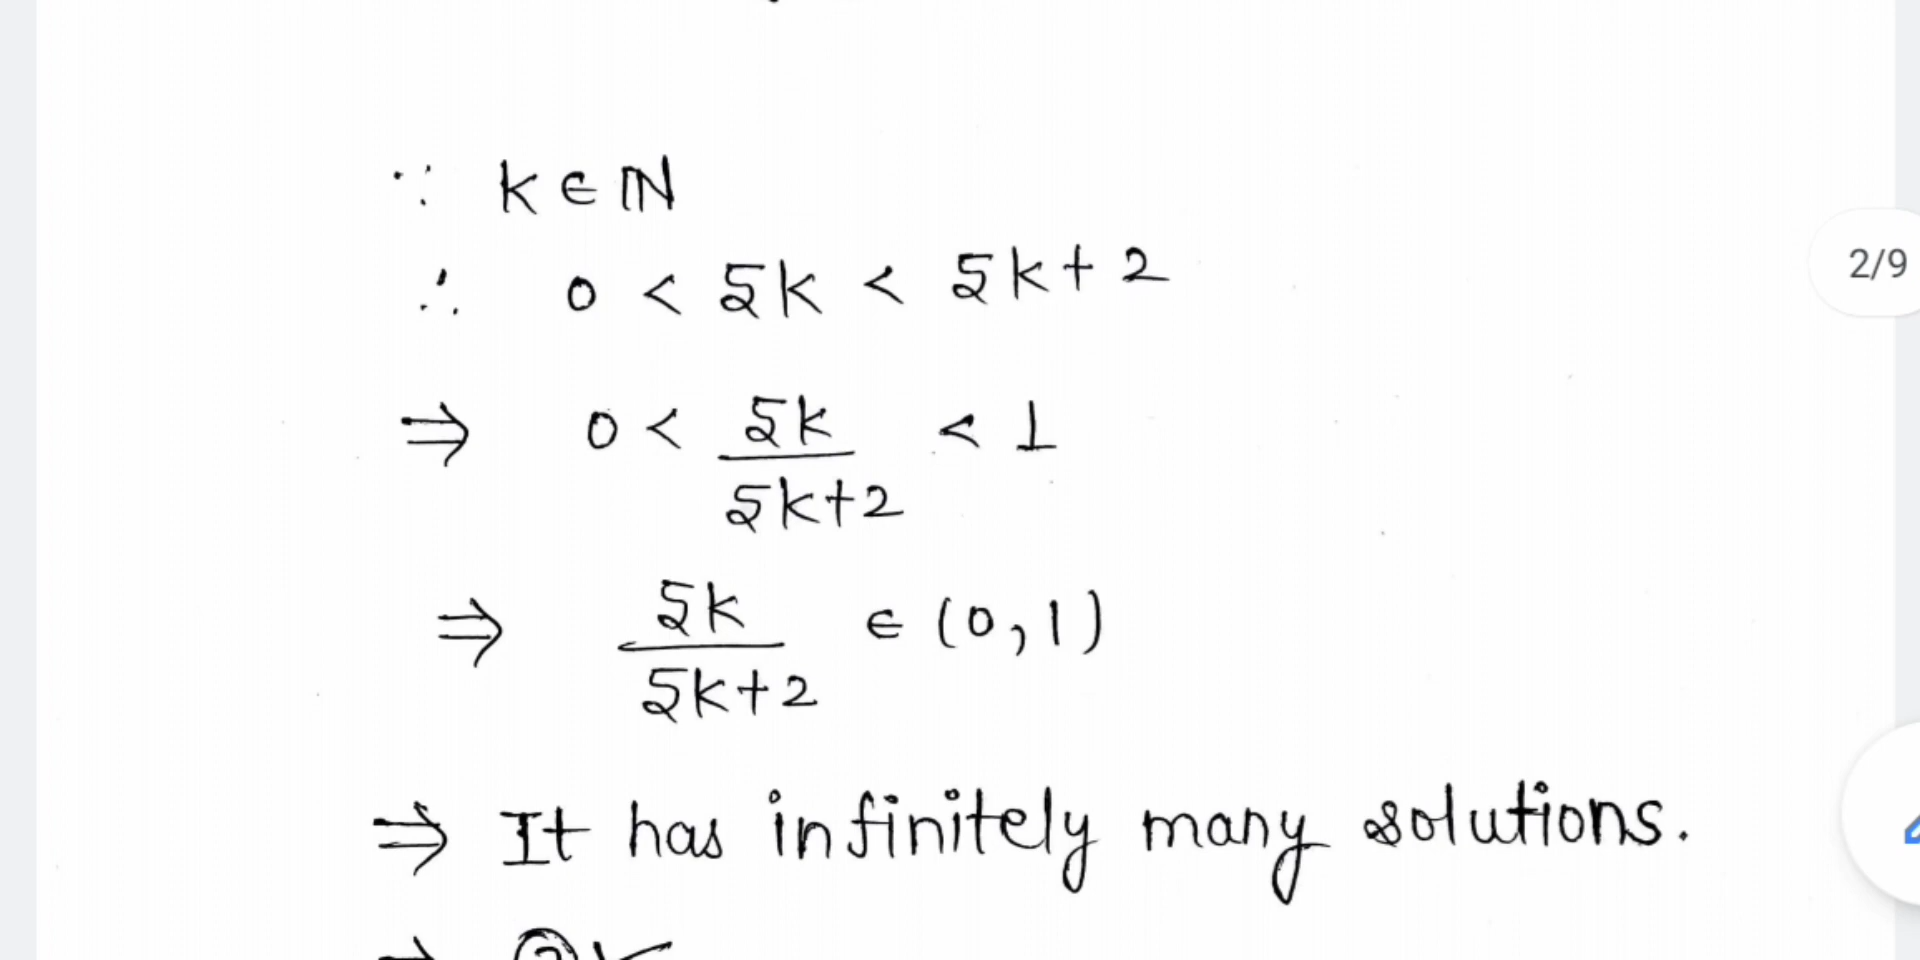 ∵ k ∈ ℕ
∴ 0 < 5k < 5k+2
2/9
⇒ 0 < 5k/5k+2 < 1
⇒ 5k/5k+2 ∈ (0,1)
⇒ It has infinitely many solutions.